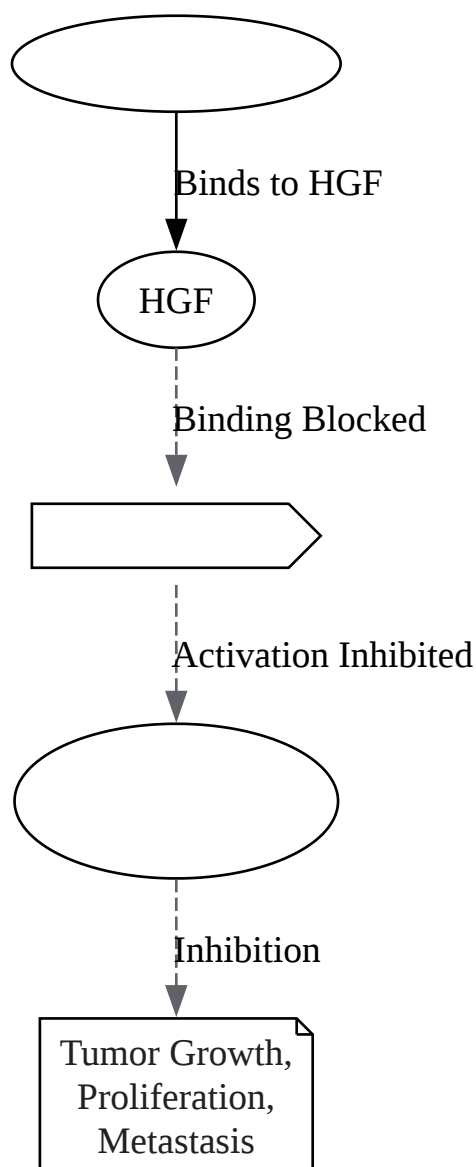 Binds to HGF
HGF
Binding Blocked
Activation Inhibited
Inhibition
Tumor Growth,
Proliferation,
Metastasis